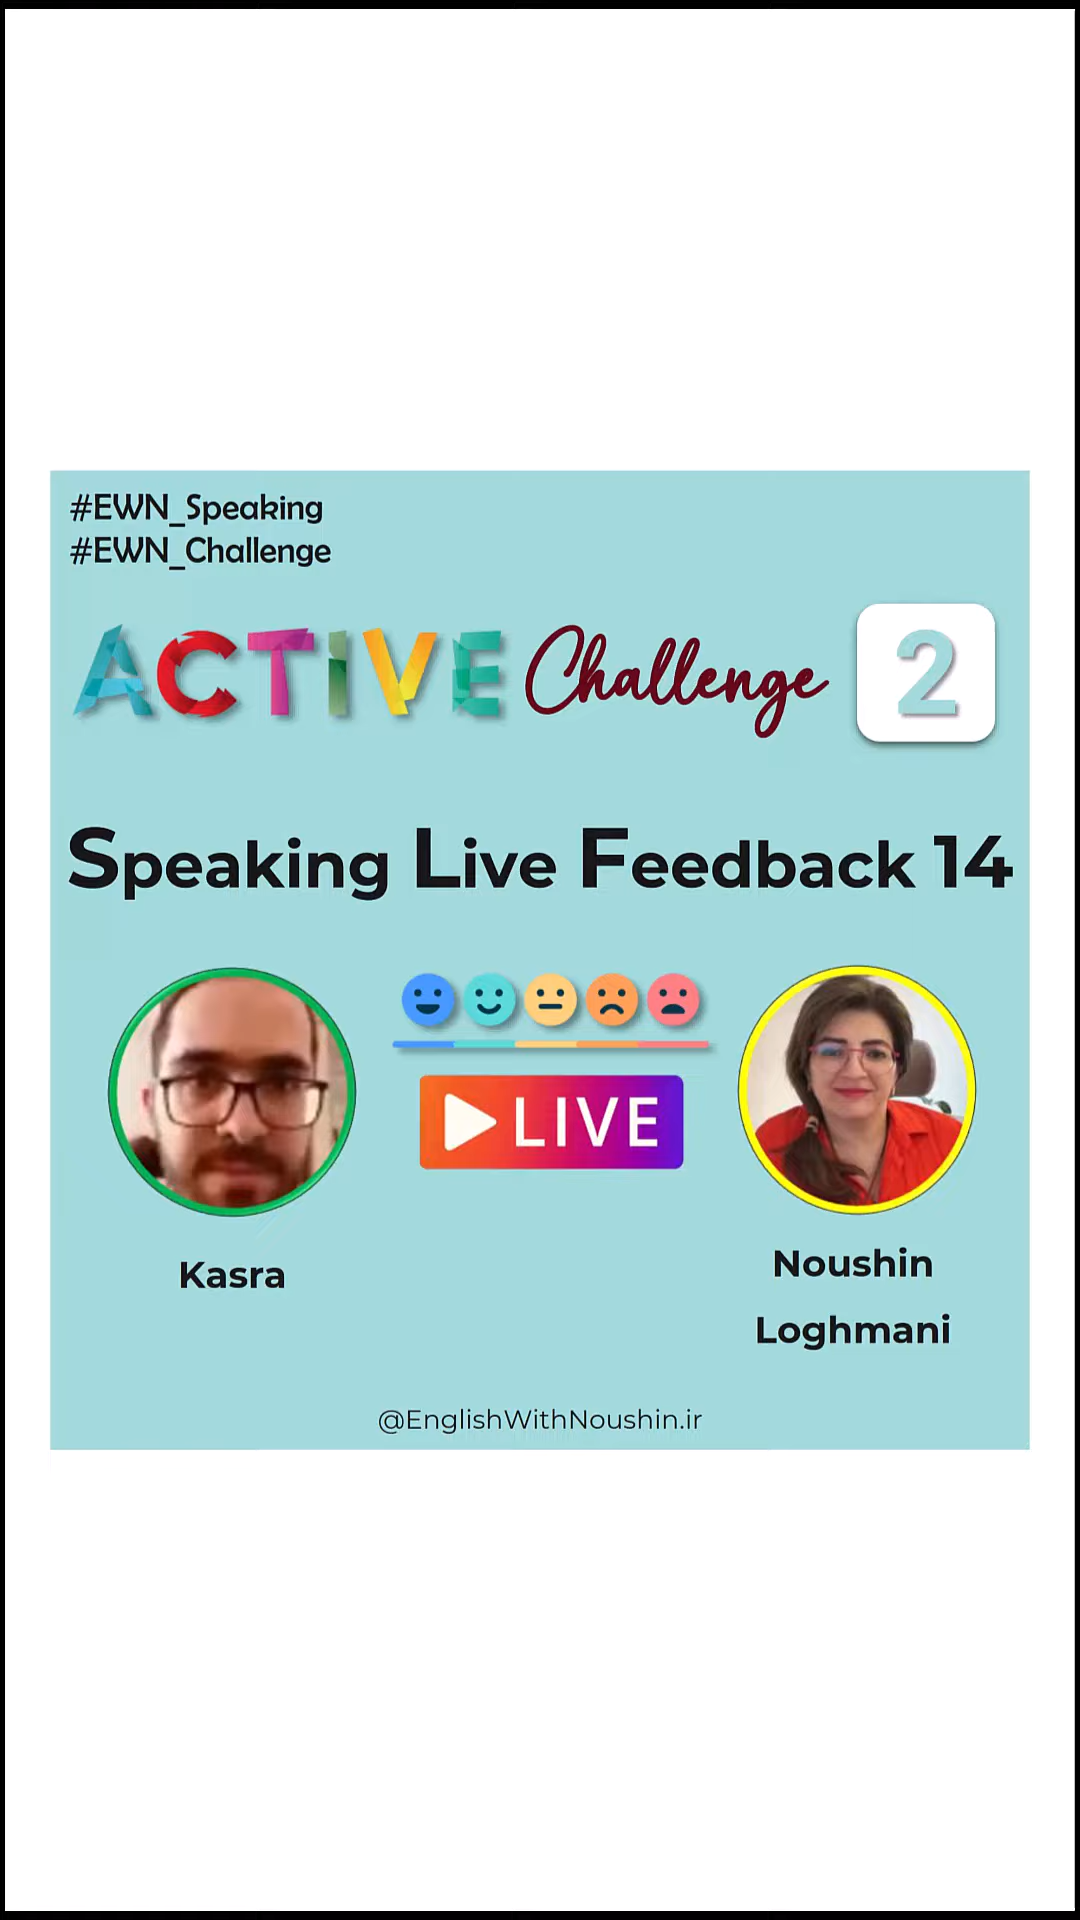 #EWN_Speaking
#EWN_Challenge
ACTIVE Challenge 2
Speaking Live Feedback 14
LIVE
Kasra
Noushin
Loghmani
@EnglishWithNoushin.ir